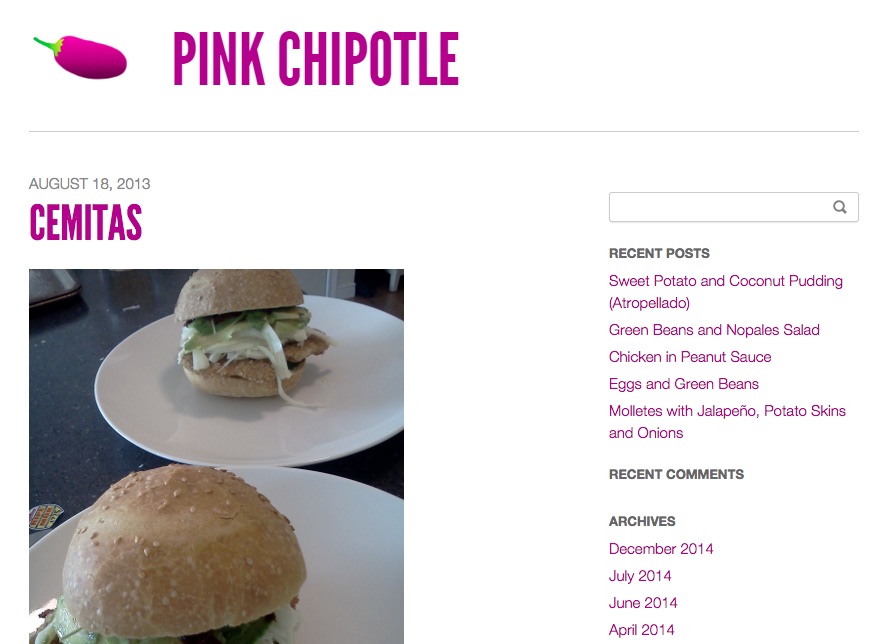 PINK CHIPOTLE
AUGUST 18, 2013
CEMITAS
RECENT POSTS
Sweet Potato and Coconut Pudding
(Atropellado)
Green Beans and Nopales Salad
Chicken in Peanut Sauce
Eggs and Green Beans
Molletes with Jalapeño, Potato Skins
and Onions
RECENT COMMENTS
ARCHIVES
December 2014
July 2014
June 2014
April 2014